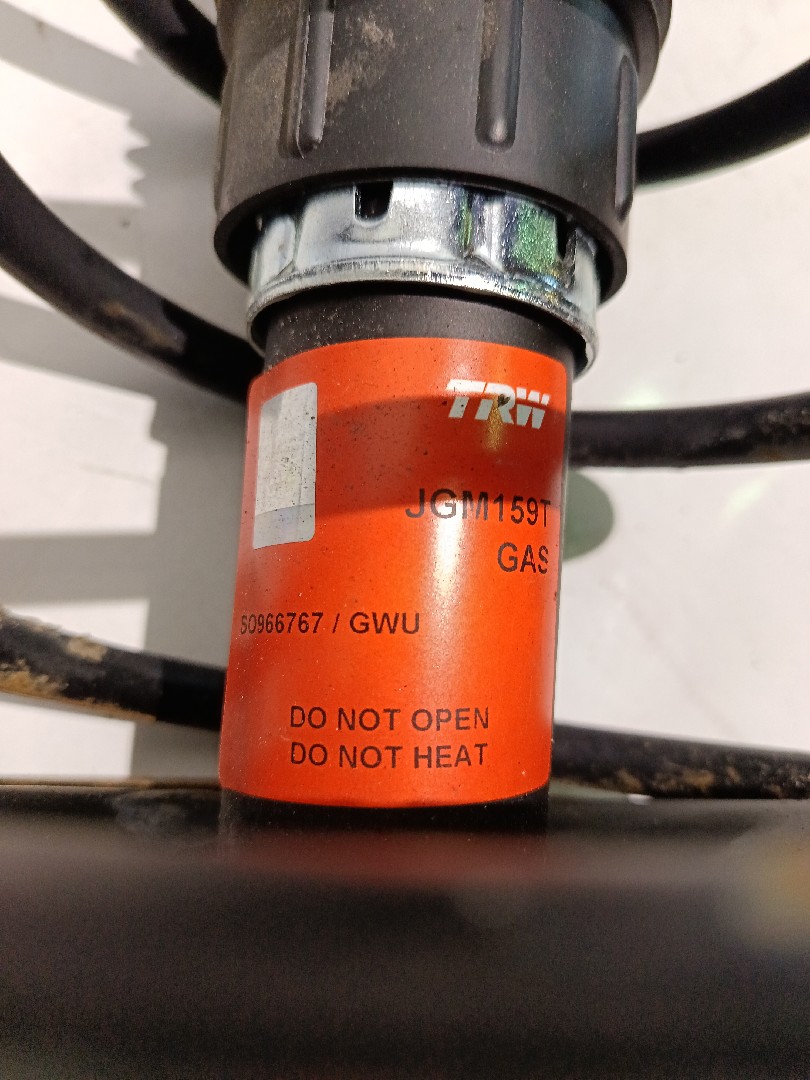 TRW
JGM159T
GAS
SO966767 / GWU
DO NOT OPEN
DO NOT HEAT